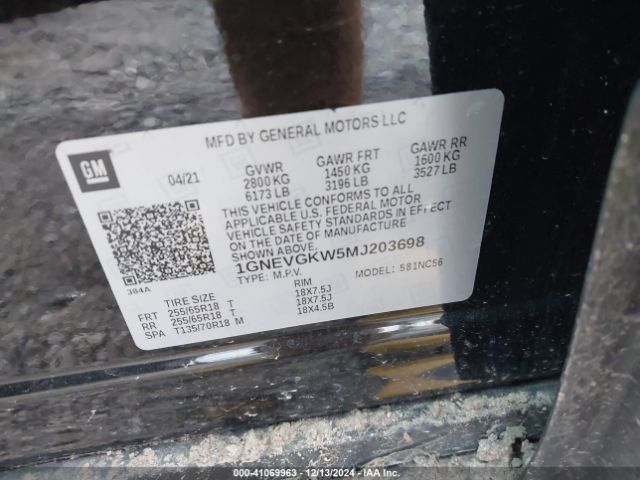 MFD BY GENERAL MOTORS LLC
GM
04/21
GVWR GAWR FRT GAWR RR
2800 KG 1450 KG 1600 KG
6173 LB 3196 LB 3527 LB
THIS VEHICLE CONFORMS TO ALL
APPLICABLE U.S. FEDERAL MOTOR
VEHICLE SAFETY STANDARDS IN EFFECT
ON THE DATE OF MANUFACTURE
SHOWN ABOVE.
1GNEVGKW5MJ203698
TYPE: M.P.V. MODEL: 581NC56
384A
TIRE SIZE RIM
FRT 255/65R18 T 18X7.5J
RR 255/65R18 T 18X7.5J
SPA T135/70R18 M 18X4.5B
000-41069963 - 12/13/2024 - IAA Inc.